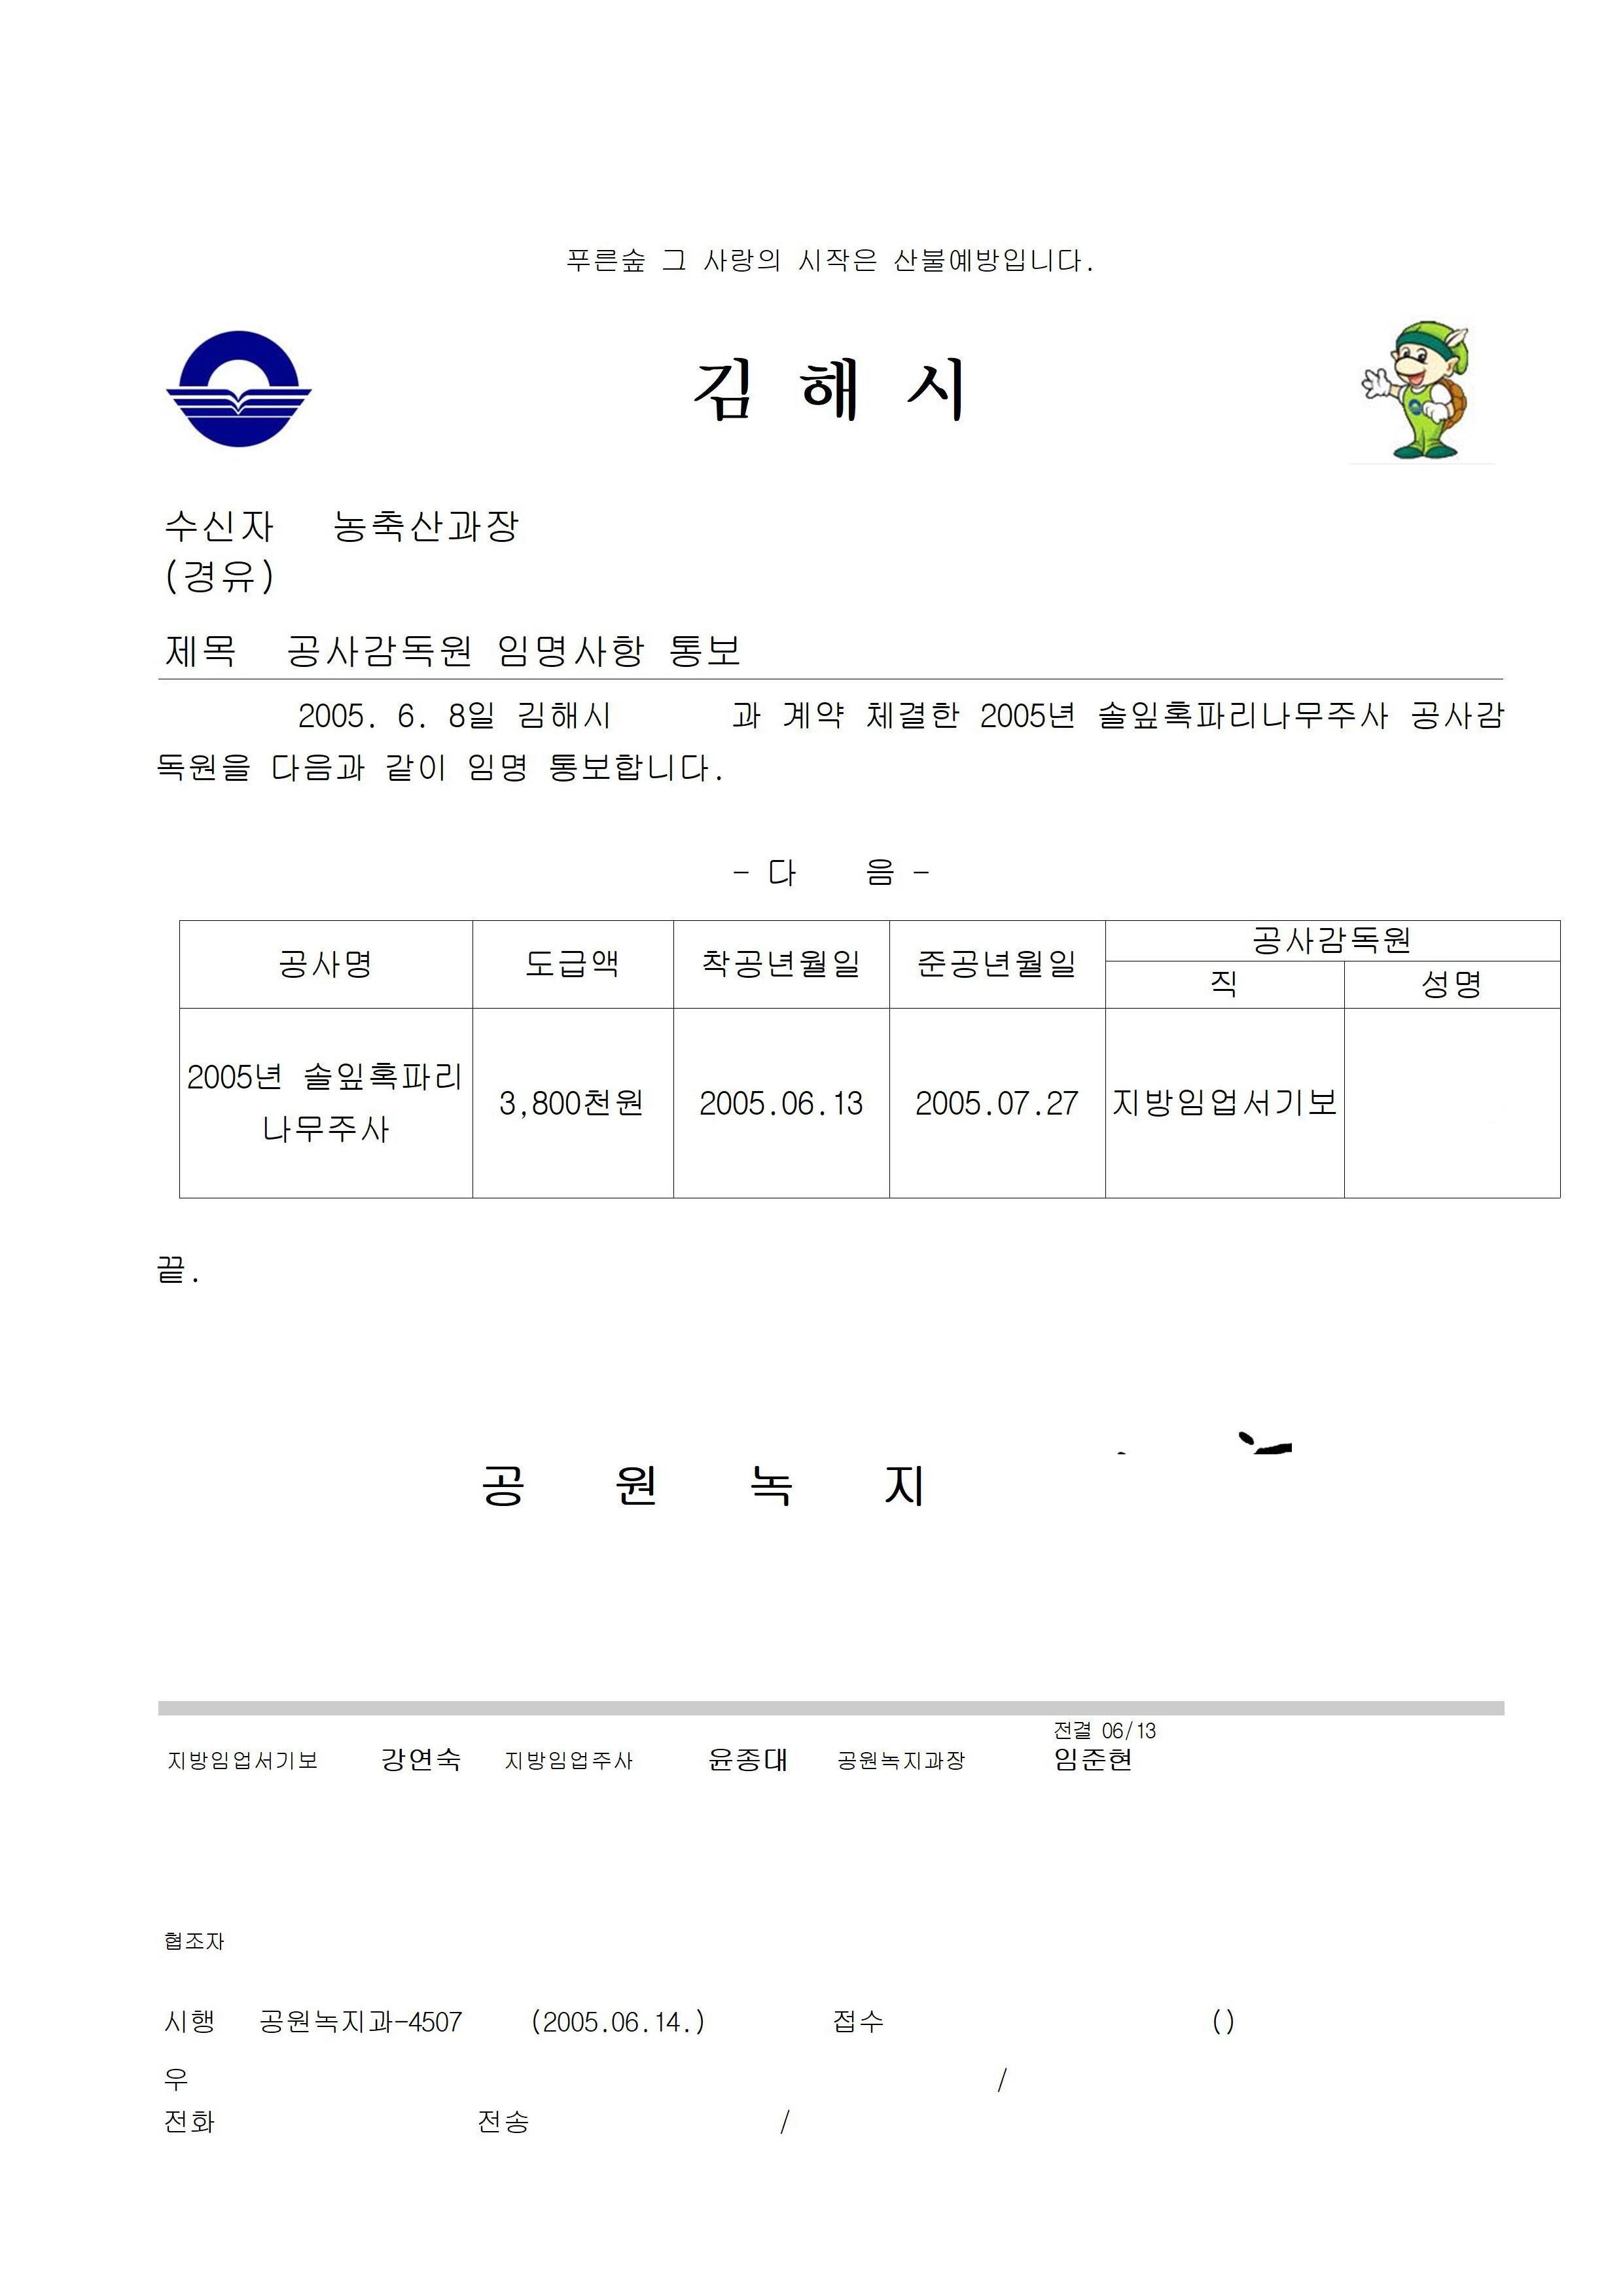 푸른숲 그 사랑의 시작은 산불예방입니다.
김 해 시
수신자 농축산과장
(경유)
제목 공사감독원 임명사항 통보
2005. 6. 8일 김해시 과 계약 체결한 2005년 솔잎혹파리나무주사 공사감
독원을 다음과 같이 임명 통보합니다.
- 다 음 -
공사명 도급액 착공년월일 준공년월일 공사감독원
직 성명
2005년 솔잎혹파리
나무주사 3,800천원 2005.06.13 2005.07.27 지방임업서기보
끝.
공 원 녹 지
전결 06/13
지방임업서기보 강연숙 지방임업주사 윤종대 공원녹지과장 임준현
협조자
시행 공원녹지과-4507 (2005.06.14.) 접수 ()
우 /
전화 전송 /